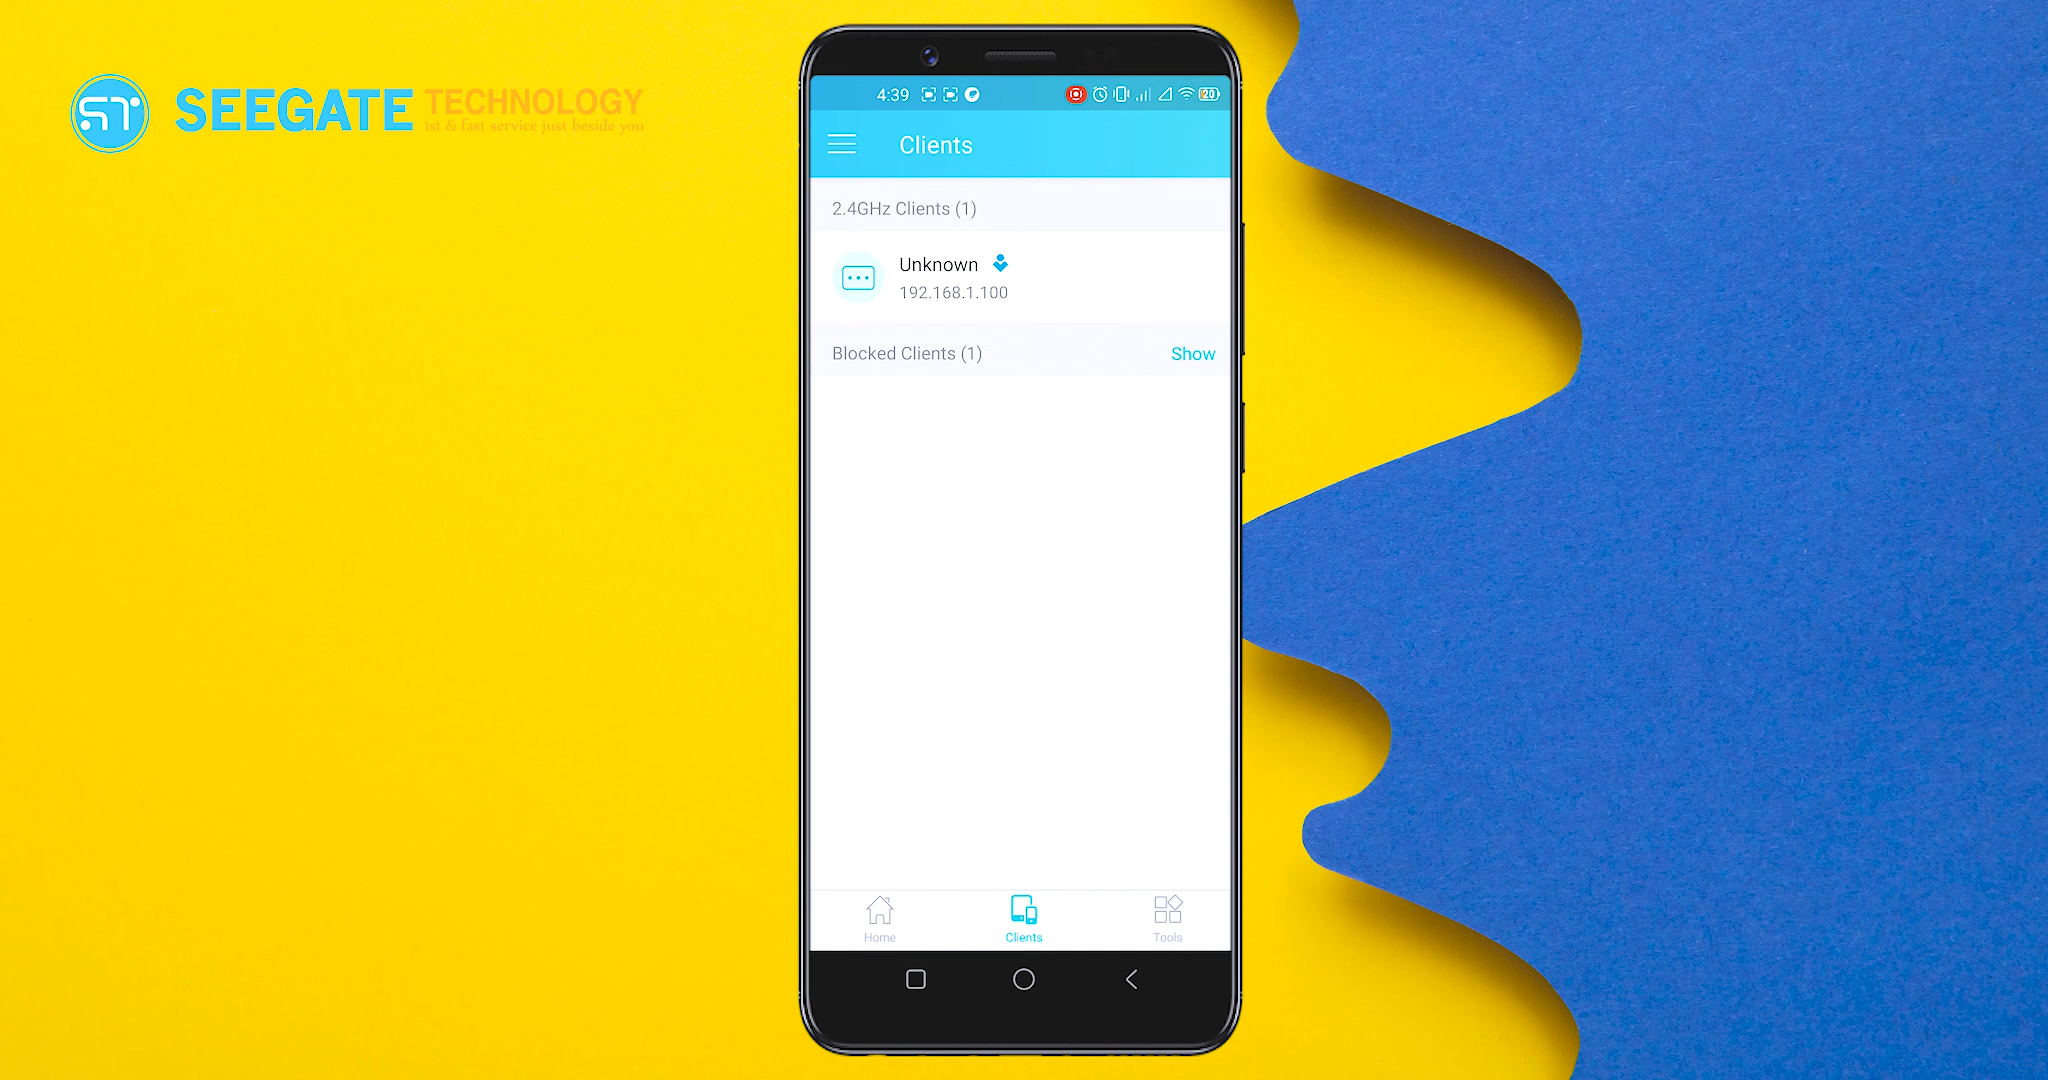 ST SEEGATE TECHNOLOGY
1st & fast service just beside you
4:39
20
Clients
2.4GHz Clients (1)
Unknown
192.168.1.100
Blocked Clients (1) Show
Home Clients Tools